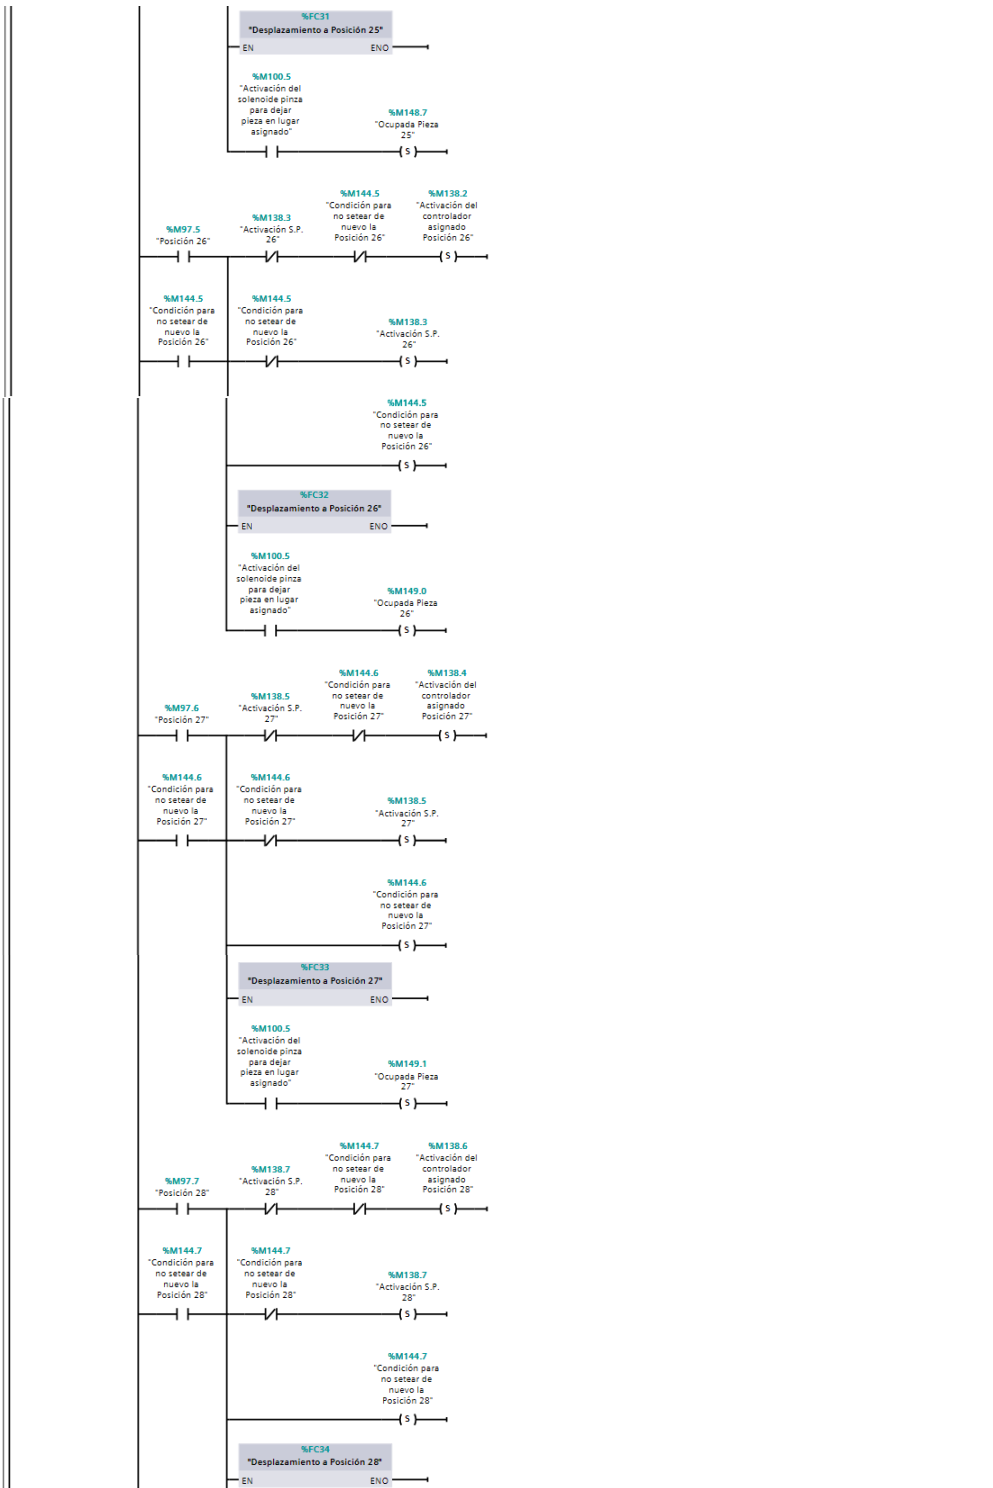 %FC31
"Desplazamiento a Posición 25"
EN ENO
%M100.5
"Activación del
solenoide pinza
para dejar
pieza en lugar
asignado"
%M148.7
"Ocupada Pieza
25"
S
%M97.5
"Posición 26"
%M138.3
"Activación S.P.
26"
%M144.5
"Condición para
no setear de
nuevo la
Posición 26"
%M138.2
"Activación del
controlador
asignado
Posición 26"
S
%M144.5
"Condición para
no setear de
nuevo la
Posición 26"
%M144.5
"Condición para
no setear de
nuevo la
Posición 26"
%M138.3
"Activación S.P.
26"
S
%M144.5
"Condición para
no setear de
nuevo la
Posición 26"
S
%FC32
"Desplazamiento a Posición 26"
EN ENO
%M100.5
"Activación del
solenoide pinza
para dejar
pieza en lugar
asignado"
%M149.0
"Ocupada Pieza
26"
S
%M97.6
"Posición 27"
%M138.5
"Activación S.P.
27"
%M144.6
"Condición para
no setear de
nuevo la
Posición 27"
%M138.4
"Activación del
controlador
asignado
Posición 27"
S
%M144.6
"Condición para
no setear de
nuevo la
Posición 27"
%M144.6
"Condición para
no setear de
nuevo la
Posición 27"
%M138.5
"Activación S.P.
27"
S
%M144.6
"Condición para
no setear de
nuevo la
Posición 27"
S
%FC33
"Desplazamiento a Posición 27"
EN ENO
%M100.5
"Activación del
solenoide pinza
para dejar
pieza en lugar
asignado"
%M149.1
"Ocupada Pieza
27"
S
%M97.7
"Posición 28"
%M138.7
"Activación S.P.
28"
%M144.7
"Condición para
no setear de
nuevo la
Posición 28"
%M138.6
"Activación del
controlador
asignado
Posición 28"
S
%M144.7
"Condición para
no setear de
nuevo la
Posición 28"
%M144.7
"Condición para
no setear de
nuevo la
Posición 28"
%M138.7
"Activación S.P.
28"
S
%M144.7
"Condición para
no setear de
nuevo la
Posición 28"
S
%FC34
"Desplazamiento a Posición 28"
EN ENO